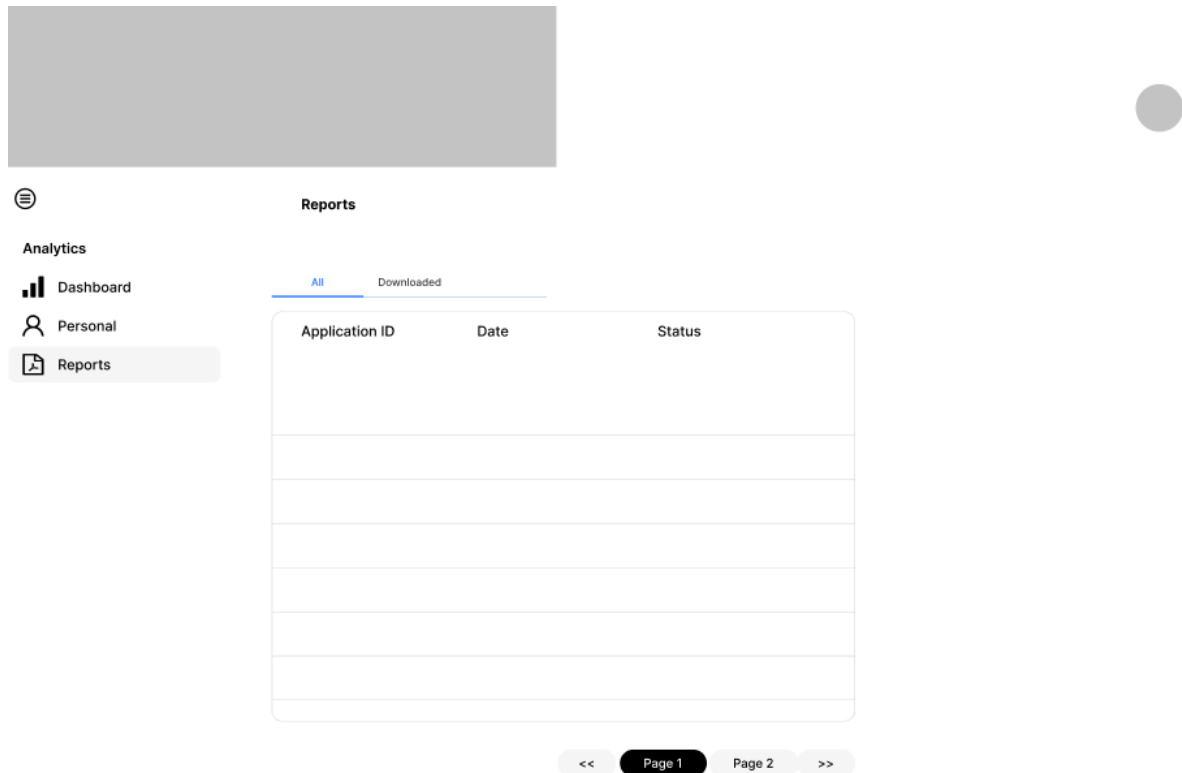 Reports
Analytics
Dashboard
Personal
Reports
All Downloaded
Application ID Date Status
<< Page 1 Page 2 >>